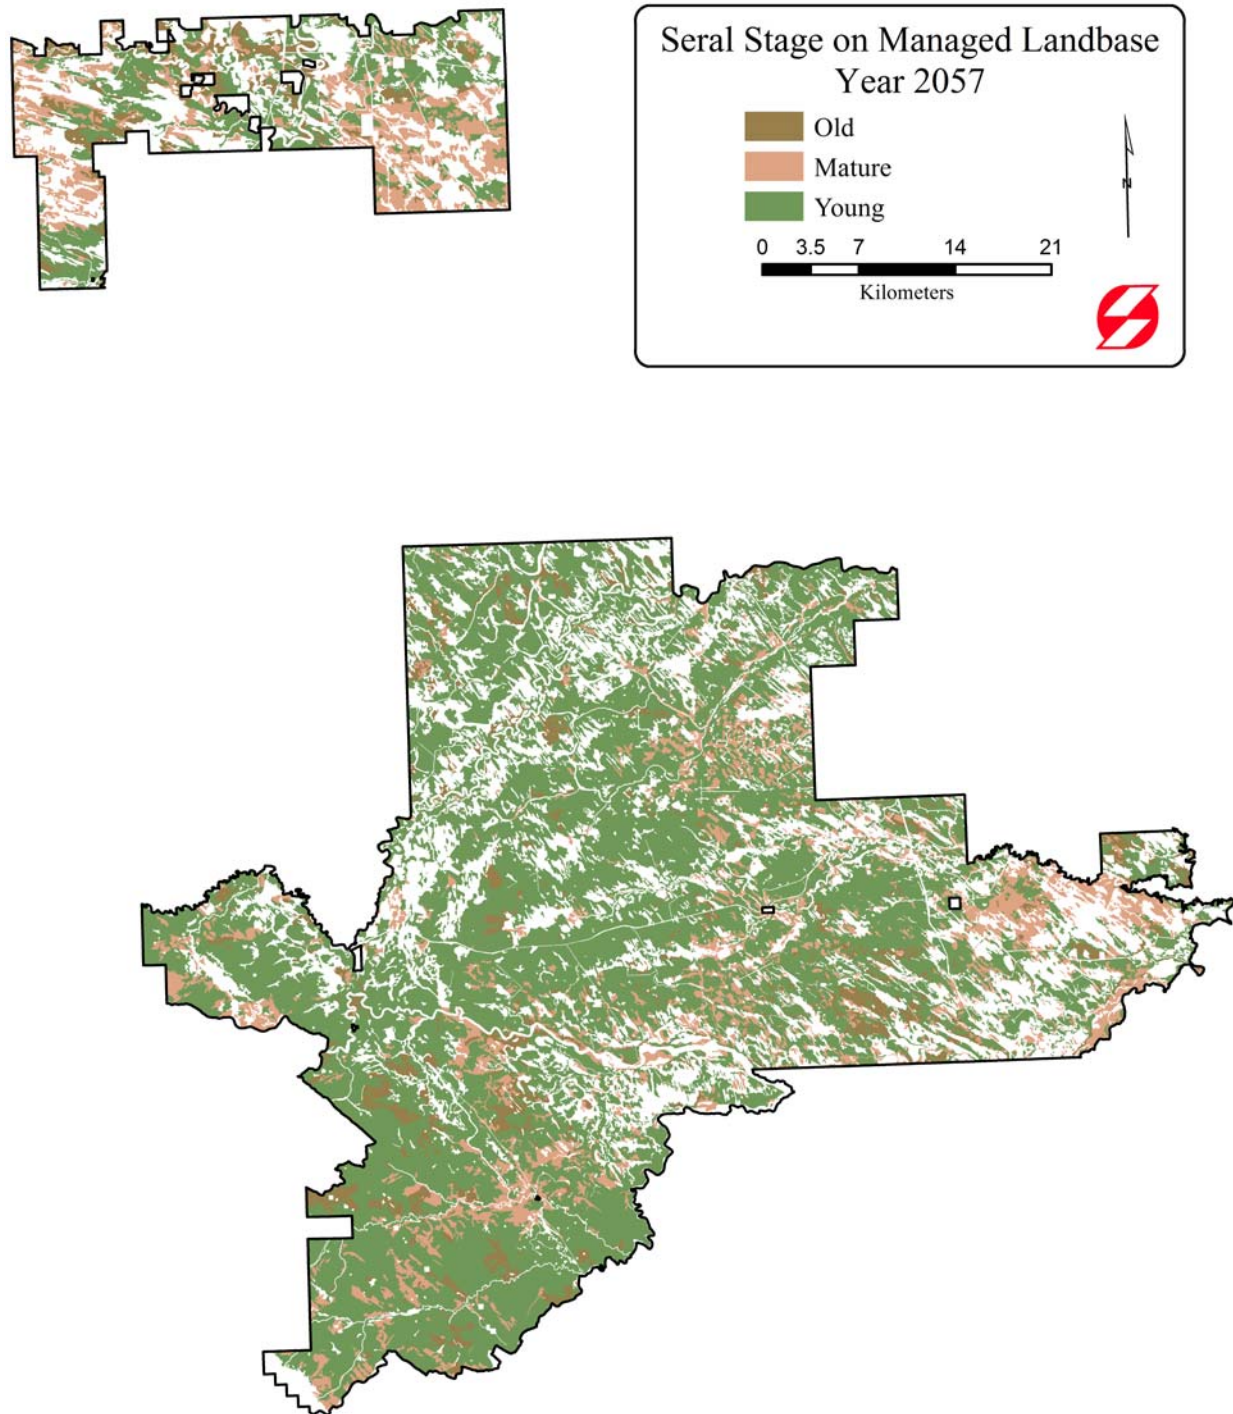 Seral Stage on Managed Landbase
Year 2057
Old
Mature
Young
N
0 3.5 7 14 21
Kilometers